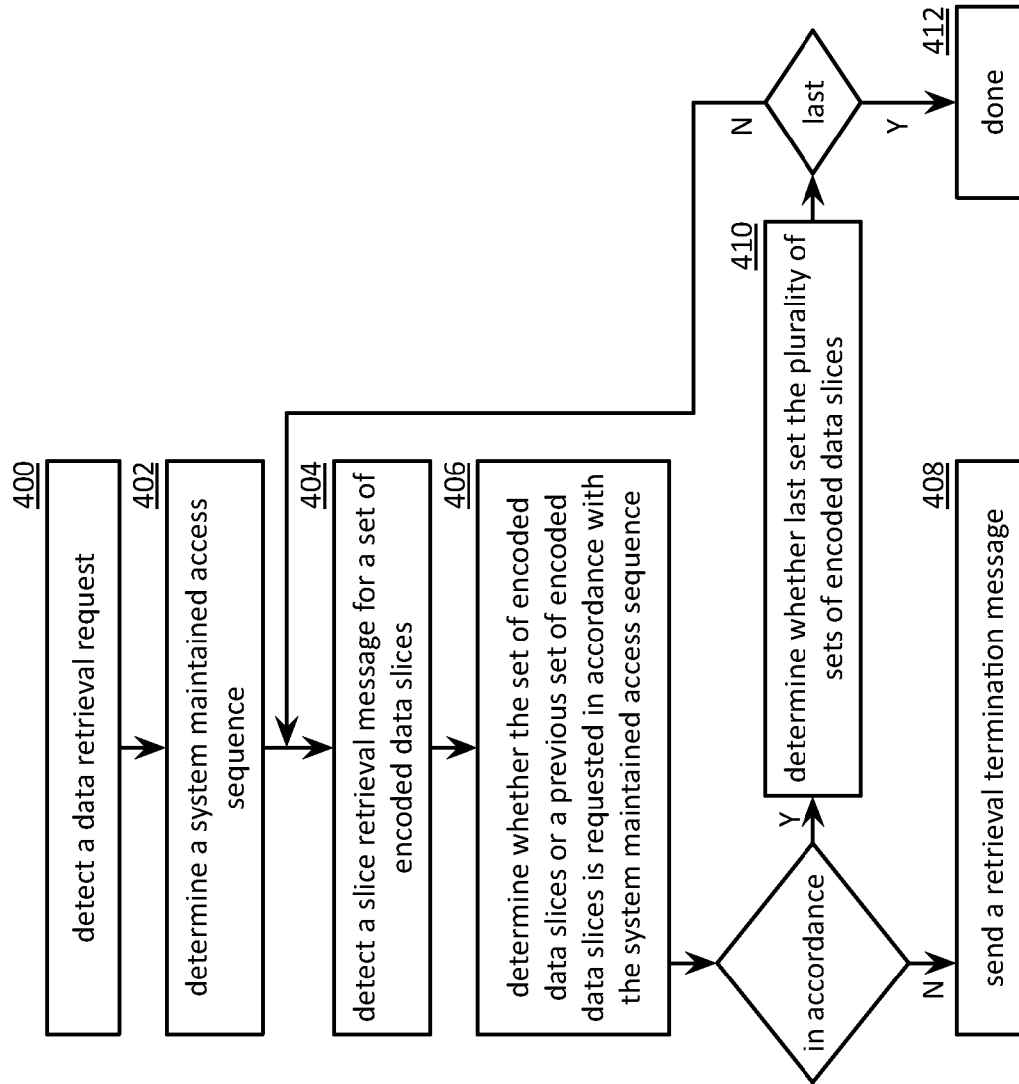 400
detect a data retrieval request
402
determine a system maintained access
sequence
404
detect a slice retrieval message for a set of
encoded data slices
406
determine whether the set of encoded
data slices or a previous set of encoded
data slices is requested in accordance with
the system maintained access sequence
in accordance
Y
N
408
send a retrieval termination message
410
determine whether last set the plurality of
sets of encoded data slices
last
N
Y
412
done